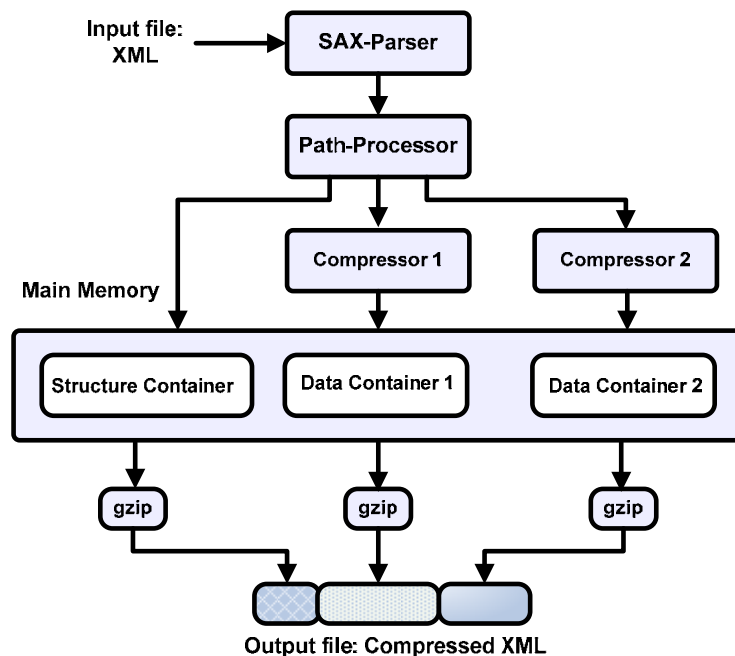 Input file:
XML
SAX-Parser
Path-Processor
Compressor 1
Compressor 2
Main Memory
Structure Container
Data Container 1
Data Container 2
gzip
gzip
gzip
Output file: Compressed XML